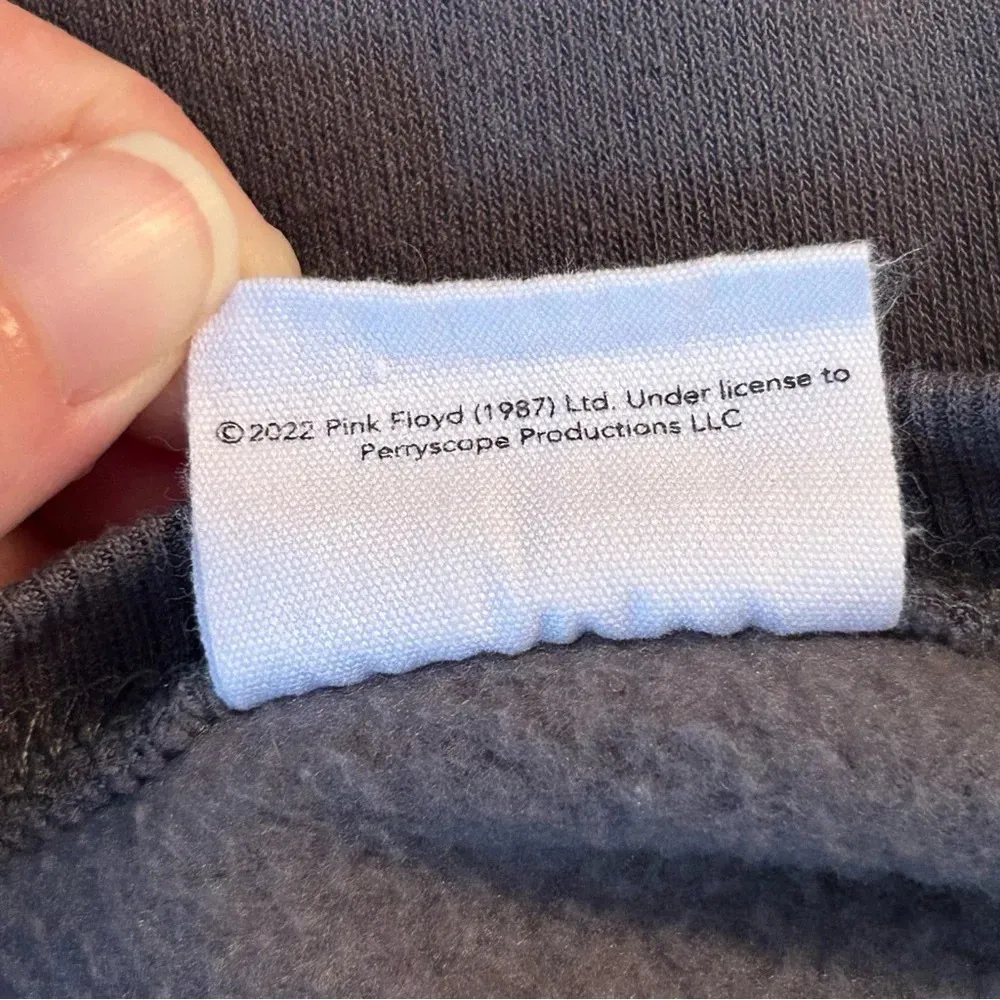 ©2022 Pink Floyd (1987) Ltd. Under license to
Perryscope Productions LLC